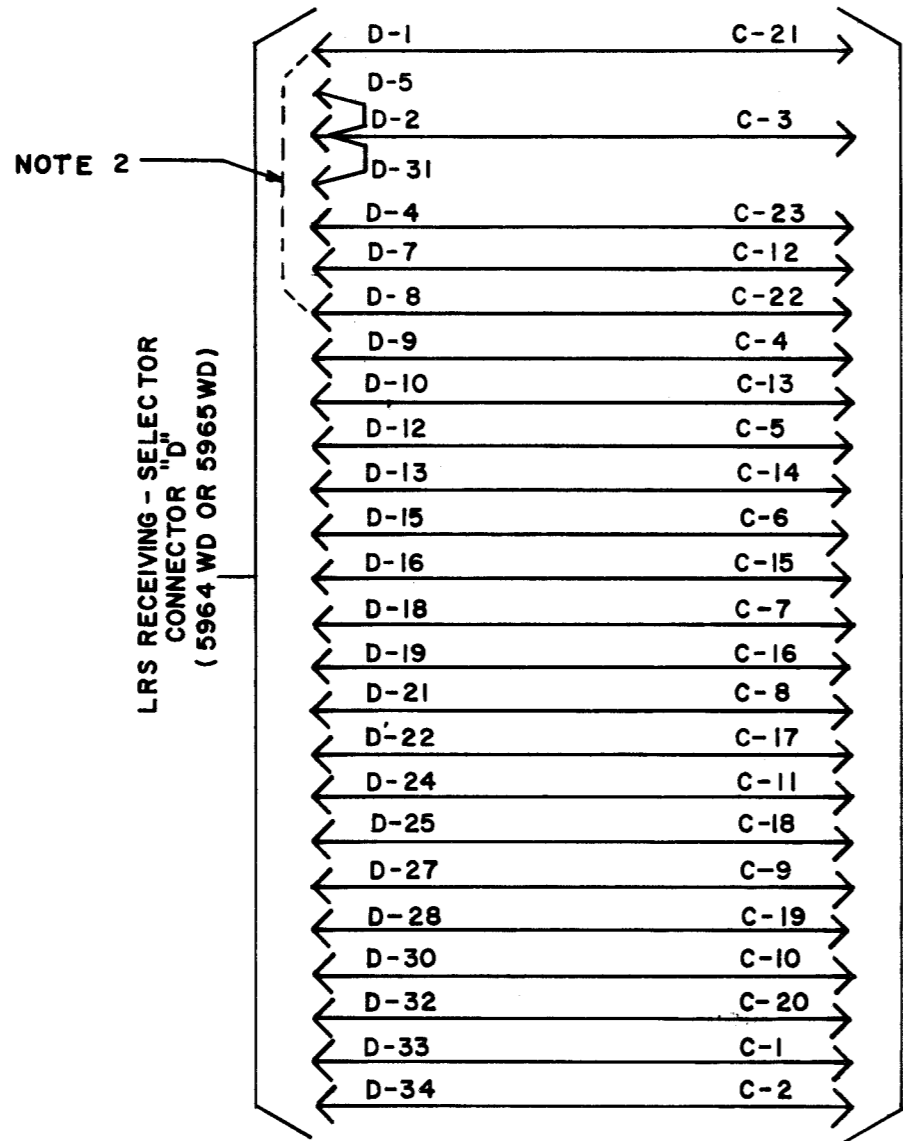 D-1 C-21
D-5
D-2 C-3
NOTE 2
D-31
D-4 C-23
D-7 C-12
D-8 C-22
D-9 C-4
D-10 C-13
D-12 C-5
D-13 C-14
D-15 C-6
D-16 C-15
D-18 C-7
D-19 C-16
D-21 C-8
D-22 C-17
D-24 C-11
D-25 C-18
D-27 C-9
D-28 C-19
D-30 C-10
D-32 C-20
D-33 C-1
D-34 C-2
LRS RECEIVING-SELECTOR
CONNECTOR "D"
(5964 WD OR 5965 WD)